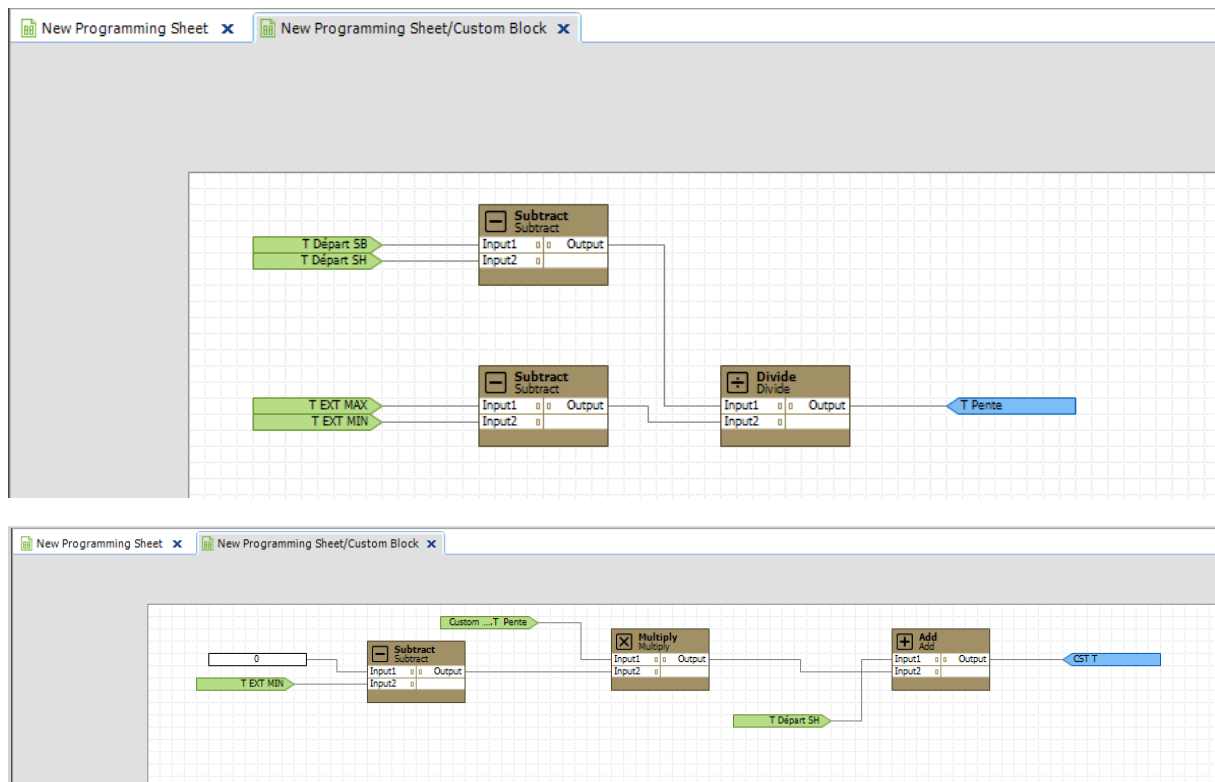 New Programming Sheet x New Programming Sheet/Custom Block x
Subtract
Subtract
T Départ SB Input1 Output
T Départ SH Input2
Subtract
Subtract
T EXT MAX Input1 Output
T EXT MIN Input2
Divide
Divide
Input1 Output T Pente
Input2
New Programming Sheet x New Programming Sheet/Custom Block x
Custom ...T Pente
Subtract
Subtract
0 Input1 Output
T EXT MIN Input2
Multiply
Multiply
Input1 Output
Input2
Add
Add
Input1 Output CST T
Input2
T Départ SH